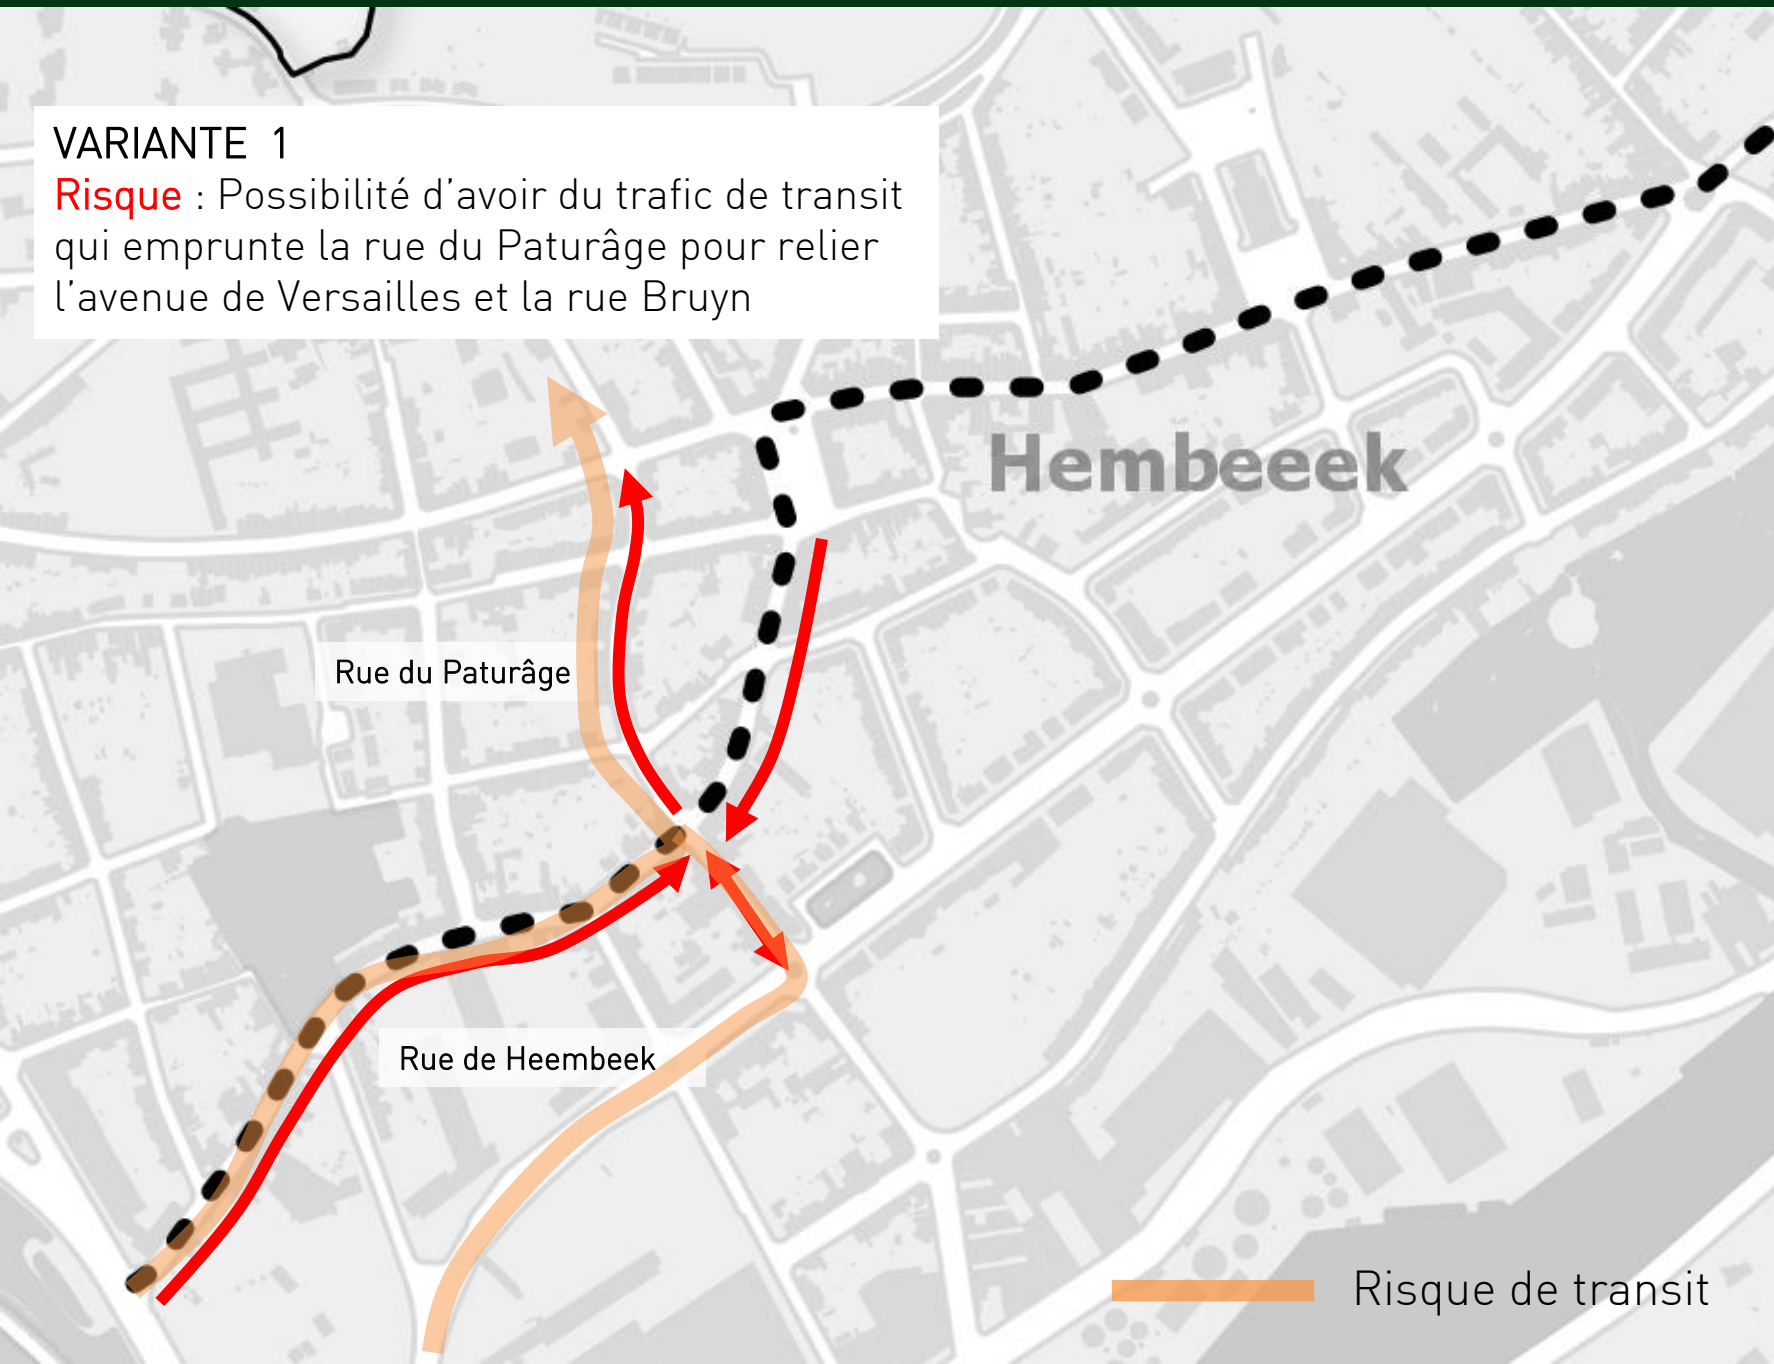 VARIANTE 1
Risque : Possibilité d'avoir du trafic de transit
qui emprunte la rue du Paturâge pour relier
l'avenue de Versailles et la rue Bruyn
Hembeeek
Rue du Paturâge
Rue de Heembeek
Risque de transit